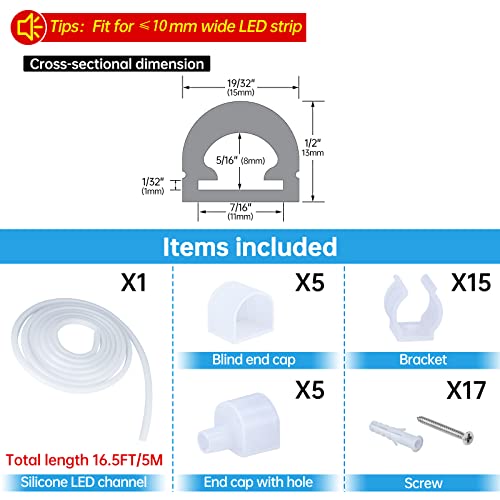 Tips: Fit for ≤10 mm wide LED strip
Cross-sectional dimension
19/32"
(15mm)
1/2"
13mm
5/16" (8mm)
1/32"
(1mm)
7/16"
(11mm)
Items included
X1
X5
X15
Blind end cap
Bracket
X5
X17
Total length 16.5FT/5M
Silicone LED channel
End cap with hole
Screw